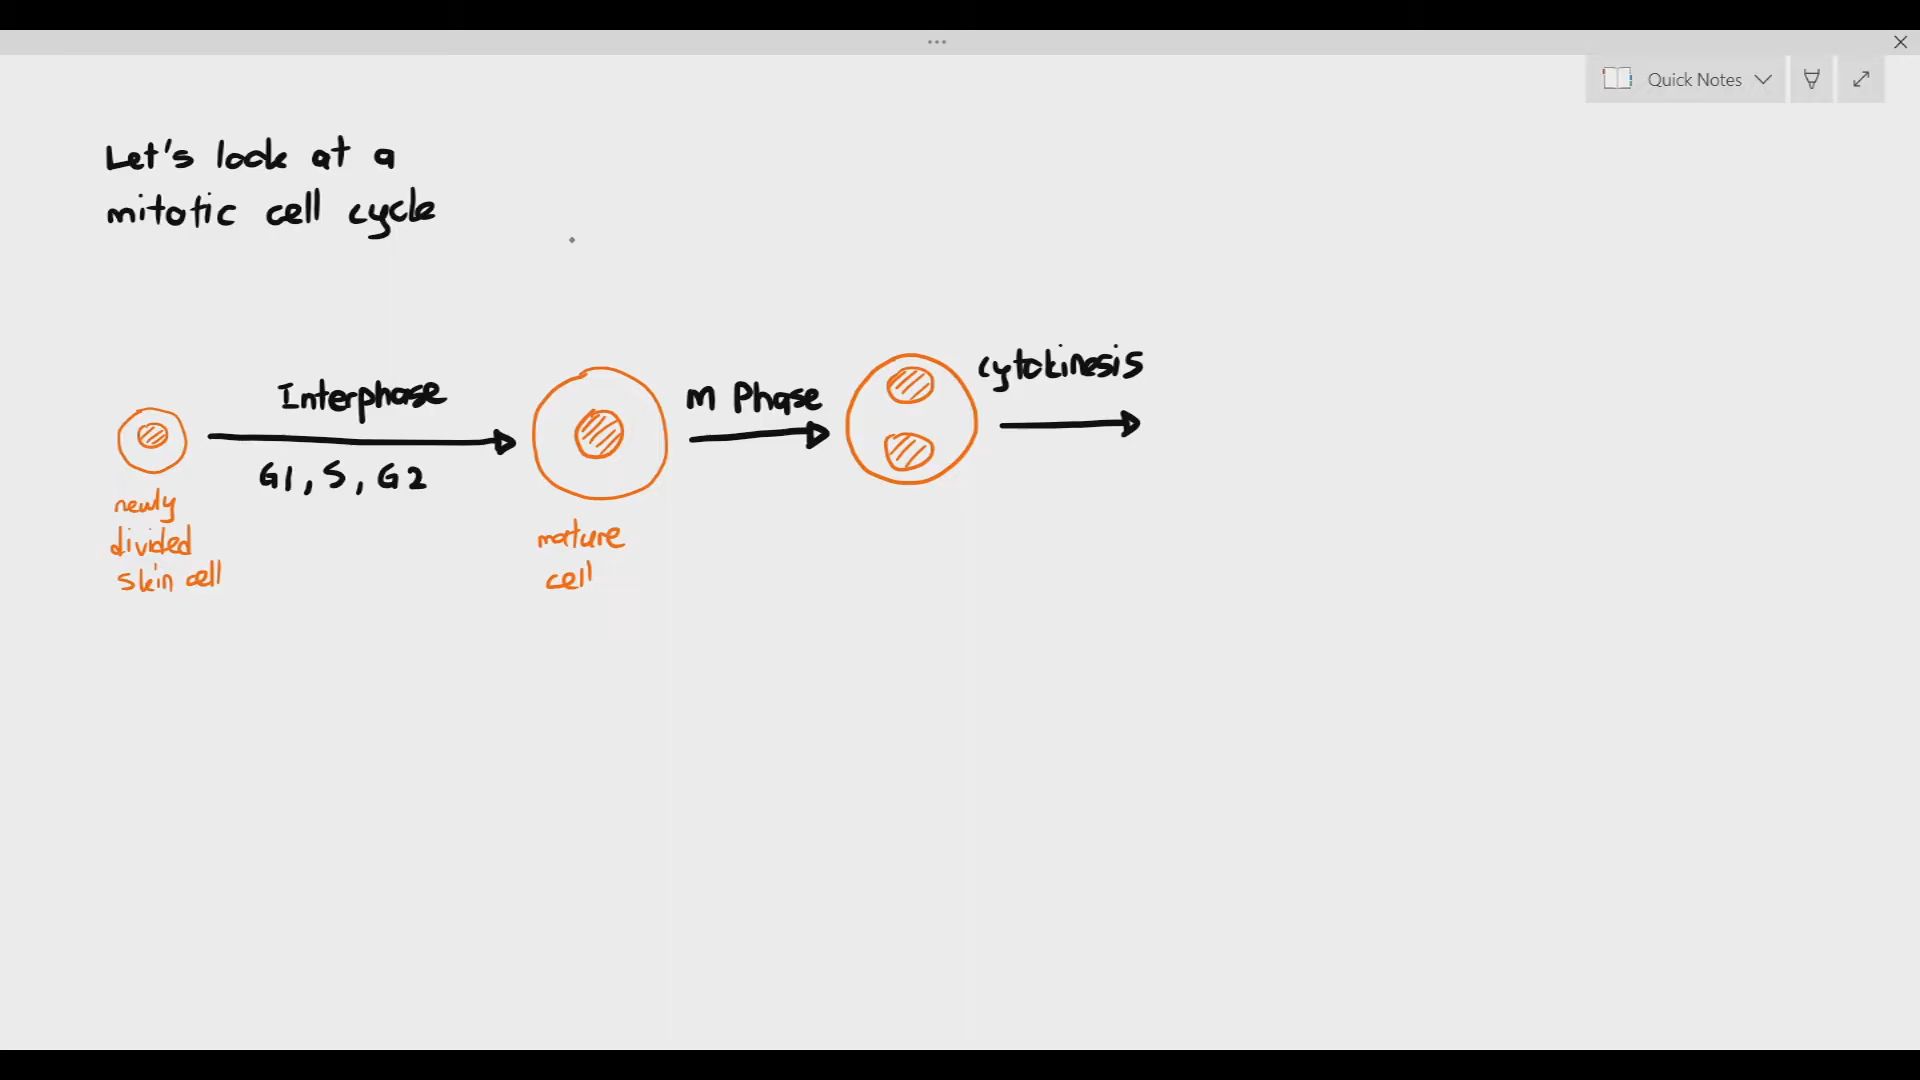 Quick Notes
Let's look at a
mitotic cell cycle
Interphase
G1, S, G2
M Phase
cytokinesis
newly
divided
skin cell
mature
cell